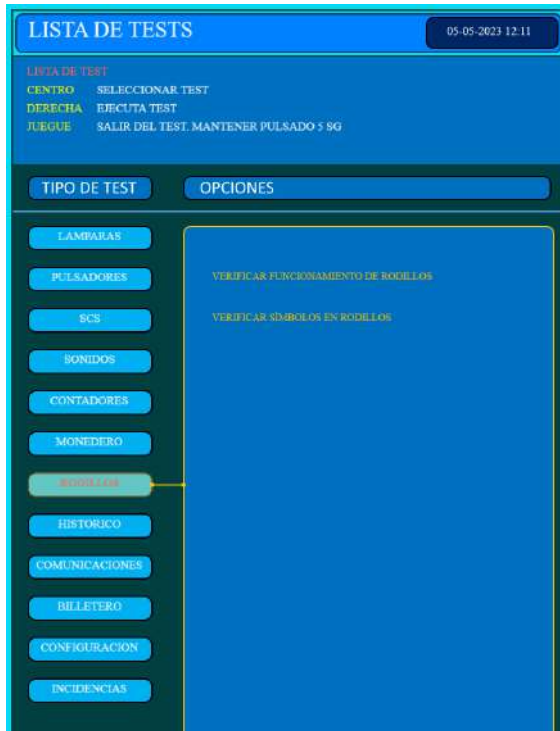 LISTA DE TESTS
05-05-2023 12:11
LISTA DE TEST
CENTRO SELECCIONAR TEST
DERECHA EJECUTA TEST
JUEGUE SALIR DEL TEST. MANTENER PULSADO 5 SG
TIPO DE TEST OPCIONES
LAMPARAS
PULSADORES VERIFICAR FUNCIONAMIENTO DE RODILLOS
SCS VERIFICAR SÍMBOLOS EN RODILLOS
SONIDOS
CONTADORES
MONEDERO
RODILLOS
HISTORICO
COMUNICACIONES
BILLETERO
CONFIGURACION
INCIDENCIAS